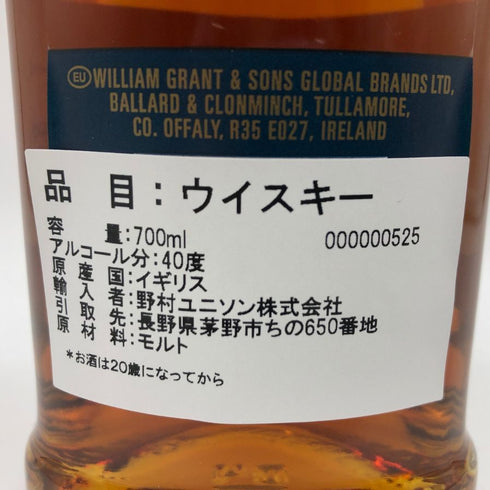 EU WILLIAM GRANT & SONS GLOBAL BRANDS LTD,
BALLARD & CLONMINCH, TULLAMORE,
CO. OFFALY, R35 E027, IRELAND
品 目:ウイスキー
容 量:700ml 000000525
アルコール分:40度
原 産 国:イギリス
輸 入 者:野村ユニソン株式会社
引 取 先:長野県茅野市ちの650番地
原 材 料:モルト
*お酒は20歳になってから